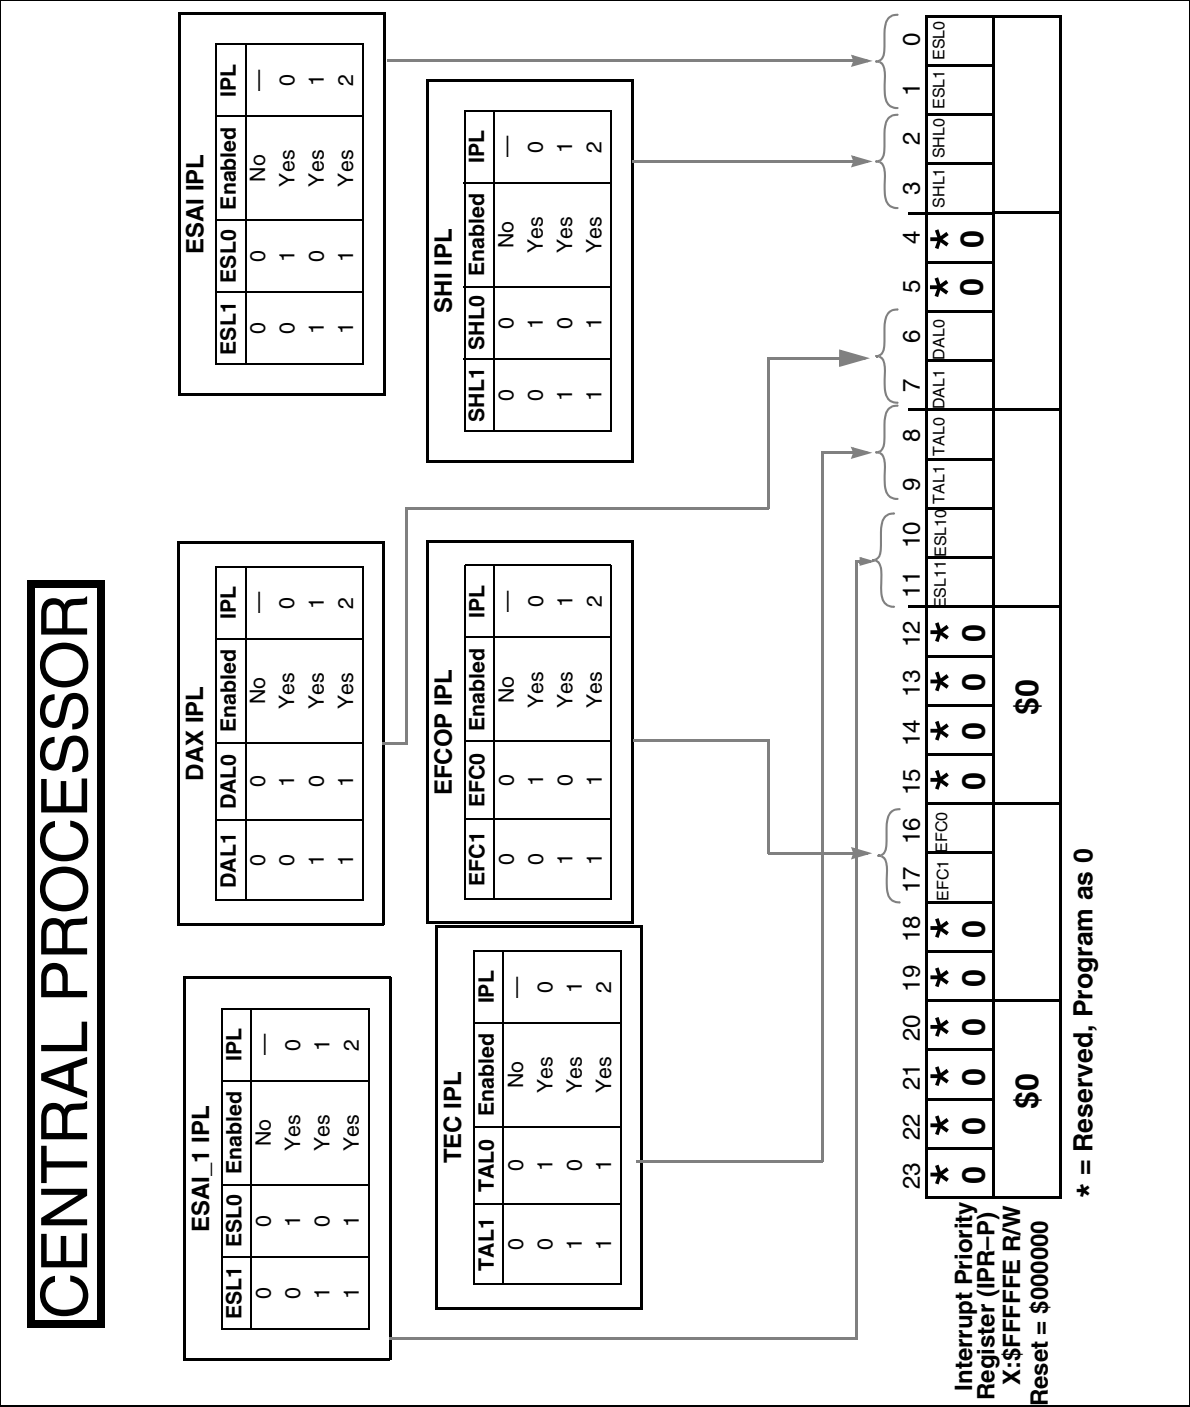 CENTRAL PROCESSOR
ESAI_1 IPL
ESL1 ESL0 Enabled IPL
0 0 No —
0 1 Yes 0
1 0 Yes 1
1 1 Yes 2
DAX IPL
DAL1 DAL0 Enabled IPL
0 0 No —
0 1 Yes 0
1 0 Yes 1
1 1 Yes 2
ESAI IPL
ESL1 ESL0 Enabled IPL
0 0 No —
0 1 Yes 0
1 0 Yes 1
1 1 Yes 2
TEC IPL
TAL1 TAL0 Enabled IPL
0 0 No —
0 1 Yes 0
1 0 Yes 1
1 1 Yes 2
EFCOP IPL
EFC1 EFC0 Enabled IPL
0 0 No —
0 1 Yes 0
1 0 Yes 1
1 1 Yes 2
SHI IPL
SHL1 SHL0 Enabled IPL
0 0 No —
0 1 Yes 0
1 0 Yes 1
1 1 Yes 2
23 22 21 20 19 18 17 16 15 14 13 12 11 10 9 8 7 6 5 4 3 2 1 0
* * * * * * EFC1 EFC0 * * * * ESL11 ESL10 TAL1 TAL0 DAL1 DAL0 * * SHL1 SHL0 ESL1 ESL0
0 0 0 0 0 0 0 0 0 0 0 0
$0 $0
Interrupt Priority
Register (IPR–P)
X:$FFFFFE R/W
Reset = $000000
* = Reserved, Program as 0